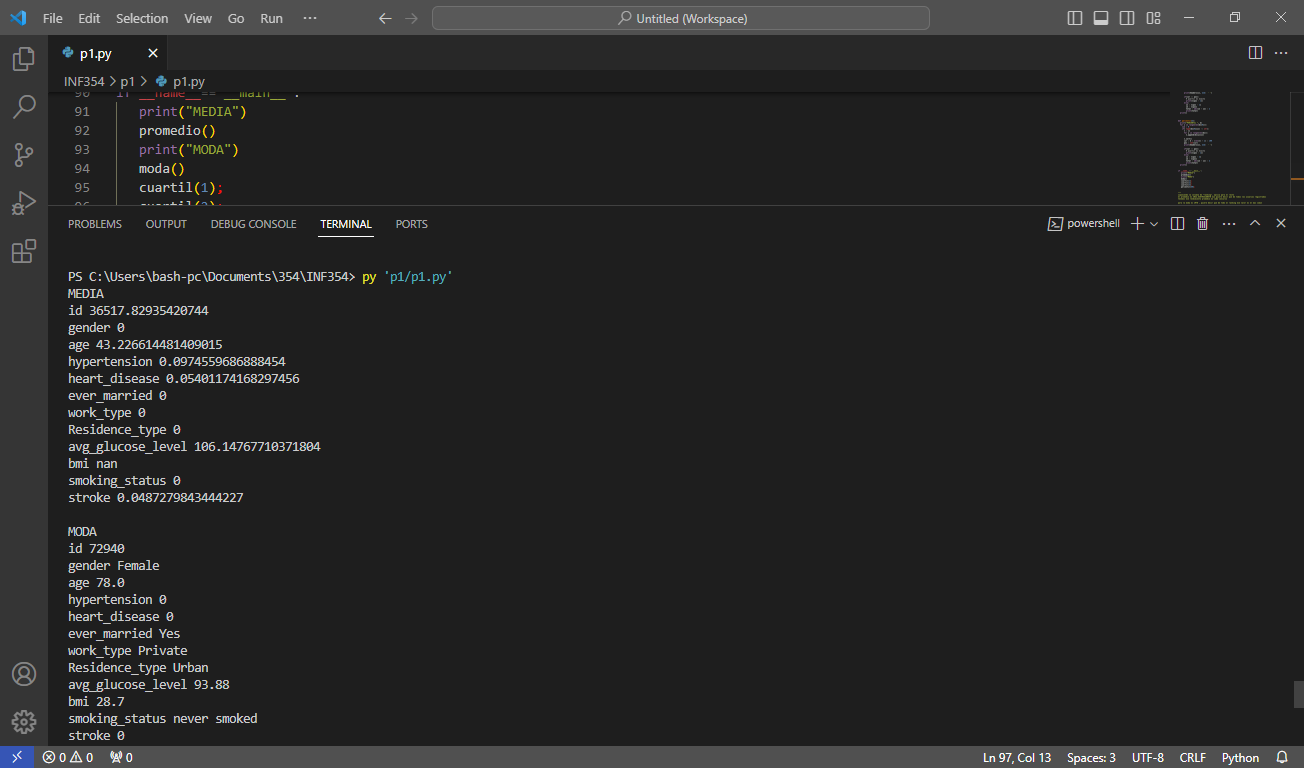 File Edit Selection View Go Run ··· Untitled (Workspace)
p1.py
INF354 > p1 > p1.py
90 if __name__ == "__main__":
91 print("MEDIA")
92 promedio()
93 print("MODA")
94 moda()
95 cuartil(1);
96 cuartil(2);
PROBLEMS OUTPUT DEBUG CONSOLE TERMINAL PORTS powershell
PS C:\Users\bash-pc\Documents\354\INF354> py 'p1/p1.py'
MEDIA
id 36517.82935420744
gender 0
age 43.226614481409015
hypertension 0.0974559686888454
heart_disease 0.05401174168297456
ever_married 0
work_type 0
Residence_type 0
avg_glucose_level 106.14767710371804
bmi nan
smoking_status 0
stroke 0.0487279843444227
MODA
id 72940
gender Female
age 78.0
hypertension 0
heart_disease 0
ever_married Yes
work_type Private
Residence_type Urban
avg_glucose_level 93.88
bmi 28.7
smoking_status never smoked
stroke 0
0 0 0 Ln 97, Col 13 Spaces: 3 UTF-8 CRLF Python